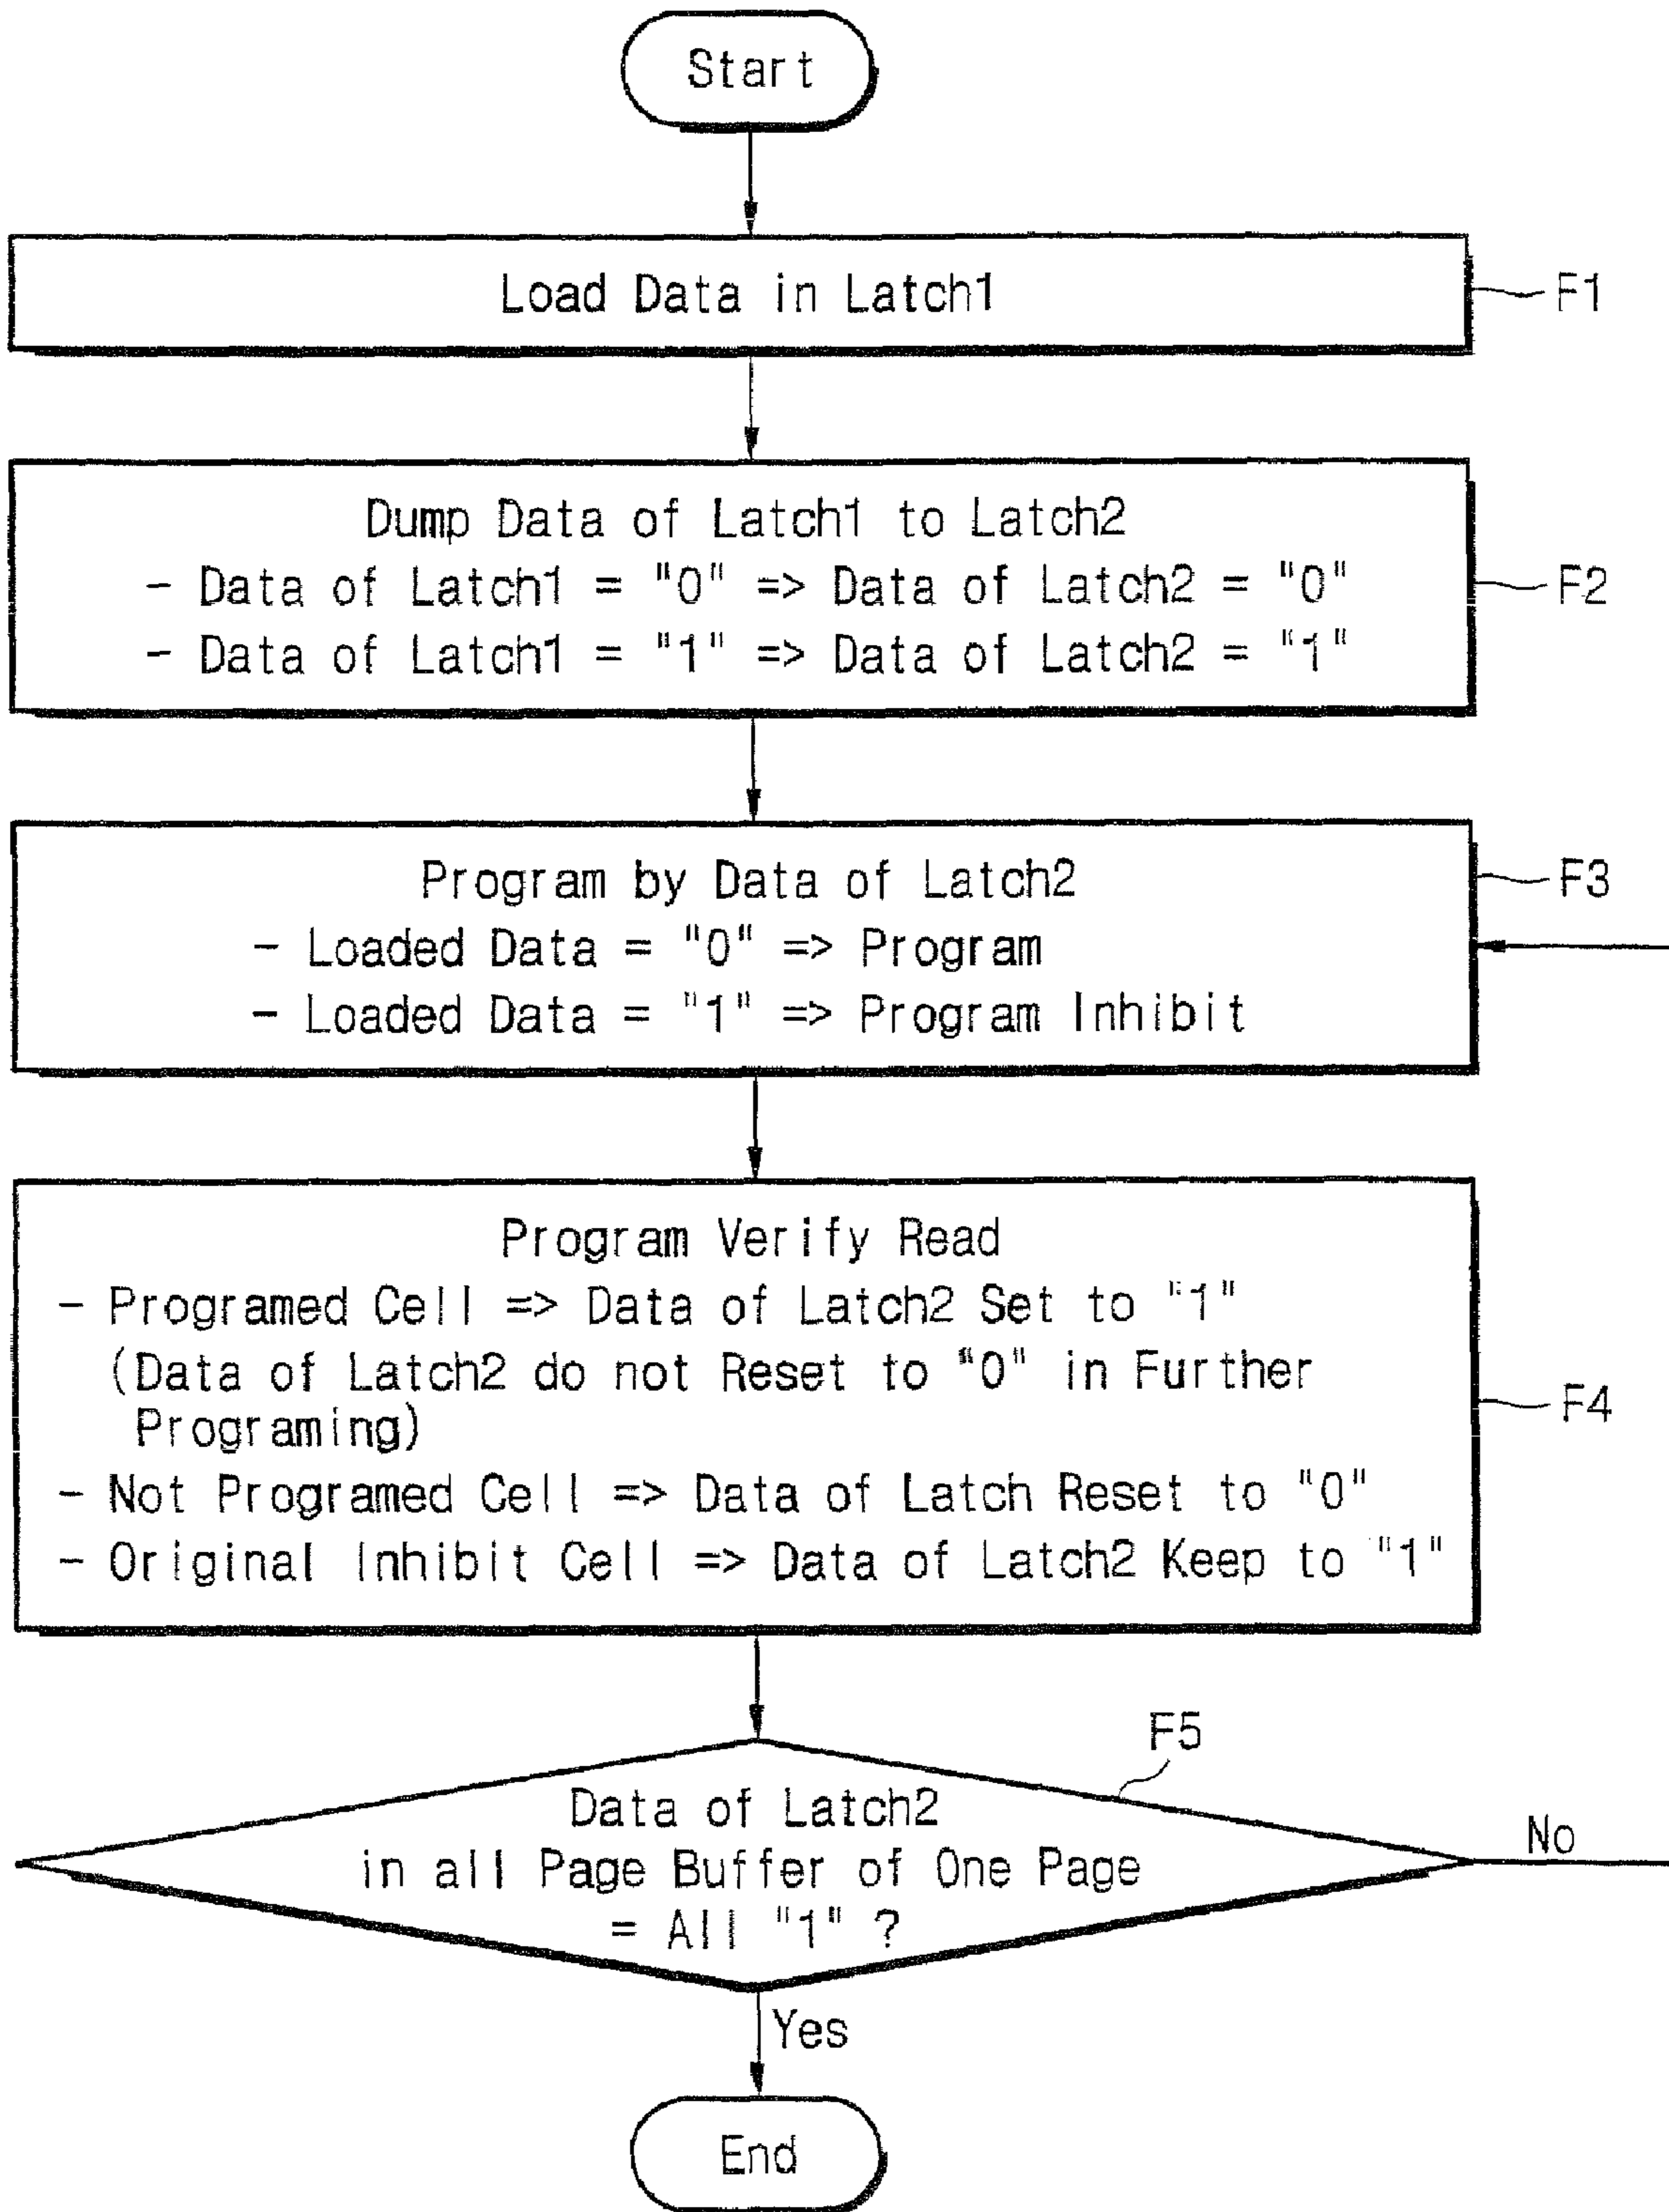 Start
Load Data in Latch1
F1
Dump Data of Latch1 to Latch2
- Data of Latch1 = "0" => Data of Latch2 = "0"
- Data of Latch1 = "1" => Data of Latch2 = "1"
F2
Program by Data of Latch2
- Loaded Data = "0" => Program
- Loaded Data = "1" => Program Inhibit
F3
Program Verify Read
- Programed Cell => Data of Latch2 Set to "1"
(Data of Latch2 do not Reset to "0" in Further
Programing)
- Not Programed Cell => Data of Latch Reset to "0"
- Original Inhibit Cell => Data of Latch2 Keep to "1"
F4
F5
Data of Latch2
in all Page Buffer of One Page
= All "1" ?
No
Yes
End